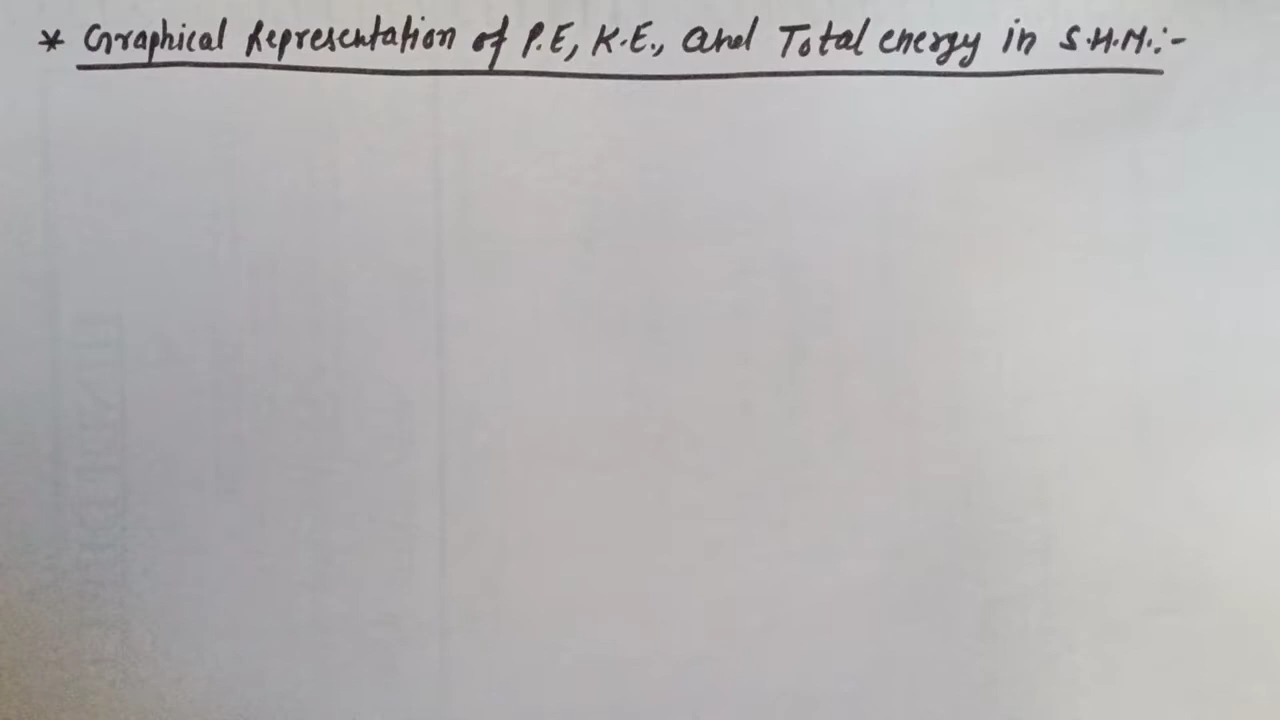 * Graphical Representation of P.E, K.E., and Total energy in S.H.M.:-